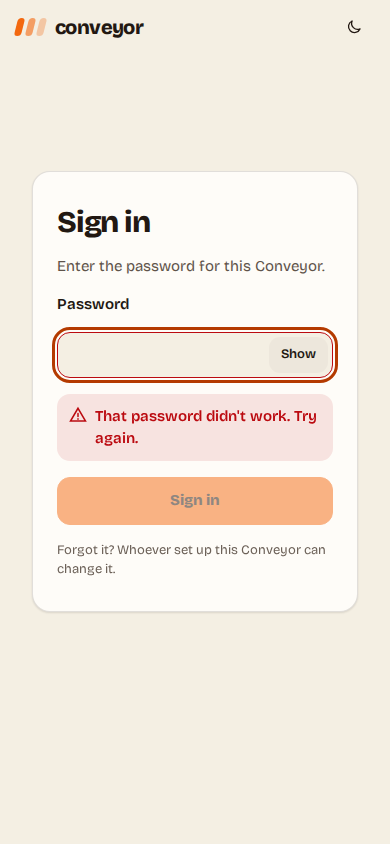 conveyor
Sign in
Enter the password for this Conveyor.
Password
Show
That password didn't work. Try
again.
Sign in
Forgot it? Whoever set up this Conveyor can
change it.